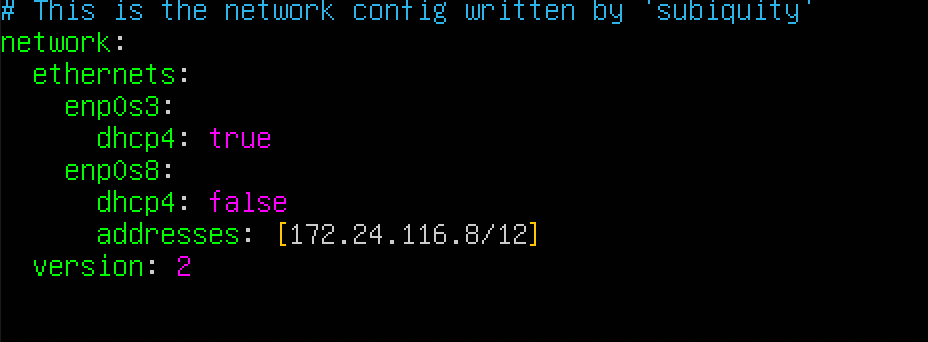 # This is the network config written by 'subiquity'
network:
  ethernets:
    enp0s3:
      dhcp4: true
    enp0s8:
      dhcp4: false
      addresses: [172.24.116.8/12]
  version: 2